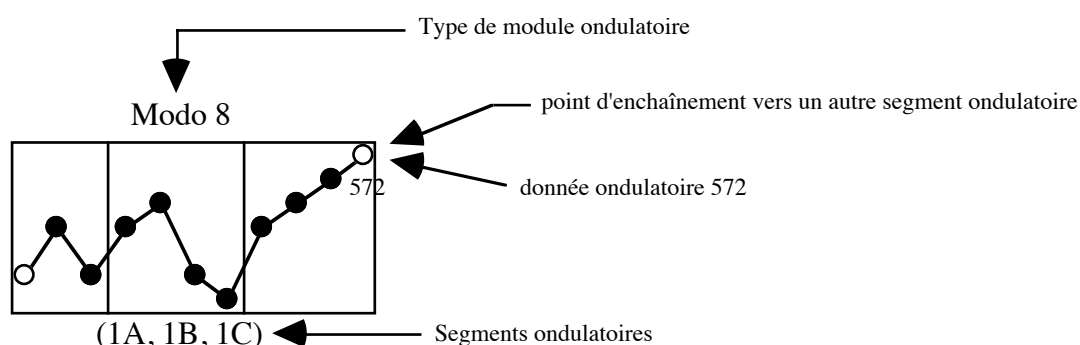 Type de module ondulatoire
point d'enchaînement vers un autre segment ondulatoire
Modo 8
572
donnée ondulatoire 572
(1A, 1B, 1C)
Segments ondulatoires